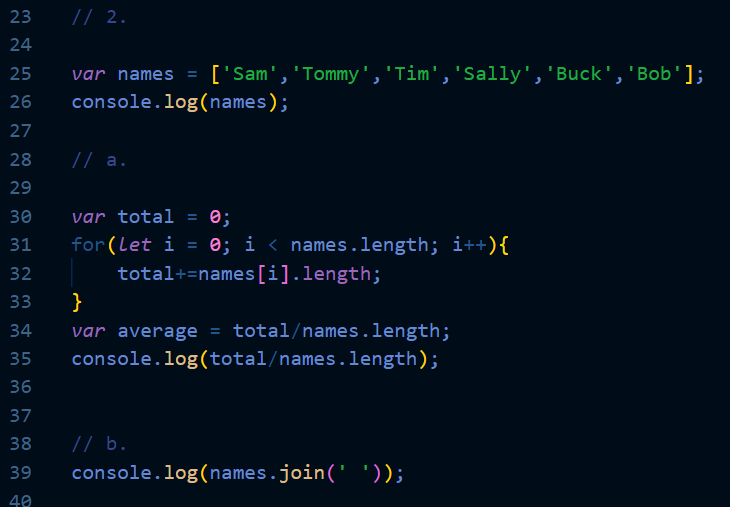 23 // 2.
24
25 var names = ['Sam','Tommy','Tim','Sally','Buck','Bob'];
26 console.log(names);
27
28 // a.
29
30 var total = 0;
31 for(let i = 0; i < names.length; i++){
32 total+=names[i].length;
33 }
34 var average = total/names.length;
35 console.log(total/names.length);
36
37
38 // b.
39 console.log(names.join(' '));
40